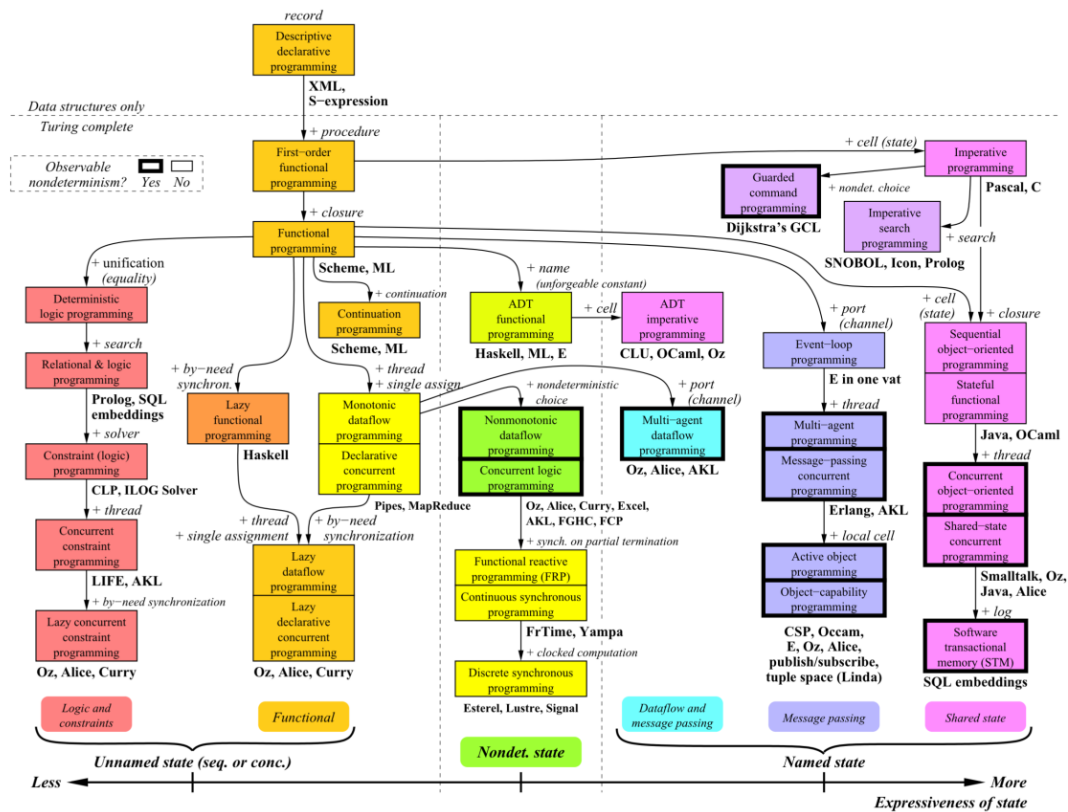 record
Descriptive
declarative
programming
XML,
S−expression
Data structures only
Turing complete
+ procedure
Observable
nondeterminism?
Yes
No
First−order
functional
programming
+ cell (state)
Imperative
programming
Pascal, C
Guarded
command
programming
+ nondet. choice
Dijkstra's GCL
Imperative
search
programming
+ search
SNOBOL, Icon, Prolog
+ closure
Functional
programming
Scheme, ML
+ unification
(equality)
+ continuation
Continuation
programming
Scheme, ML
+ name
(unforgeable constant)
ADT
functional
programming
Haskell, ML, E
+ cell
ADT
imperative
programming
CLU, OCaml, Oz
+ port
(channel)
Event−loop
programming
E in one vat
+ cell
(state)
+ closure
Sequential
object−oriented
programming
Stateful
functional
programming
Java, OCaml
Deterministic
logic programming
+ search
Relational & logic
programming
Prolog, SQL
embeddings
+ solver
Constraint (logic)
programming
CLP, ILOG Solver
+ thread
Concurrent
constraint
programming
LIFE, AKL
+ by−need synchronization
Lazy concurrent
constraint
programming
Oz, Alice, Curry
+ by−need
synchron.
Lazy
functional
programming
Haskell
+ thread
+ single assign.
Monotonic
dataflow
programming
Declarative
concurrent
programming
Pipes, MapReduce
+ thread
+ single assignment
+ by−need
synchronization
Lazy
dataflow
programming
Lazy
declarative
concurrent
programming
Oz, Alice, Curry
+ nondeterministic
choice
Nonmonotonic
dataflow
programming
Concurrent logic
programming
Oz, Alice, Curry, Excel,
AKL, FGHC, FCP
+ synch. on partial termination
Functional reactive
programming (FRP)
Continuous synchronous
programming
FrTime, Yampa
+ clocked computation
Discrete synchronous
programming
Esterel, Lustre, Signal
+ port
(channel)
Multi−agent
dataflow
programming
Oz, Alice, AKL
+ thread
Multi−agent
programming
Message−passing
concurrent
programming
Erlang, AKL
+ local cell
Active object
programming
Object−capability
programming
CSP, Occam,
E, Oz, Alice,
publish/subscribe,
tuple space (Linda)
+ thread
Concurrent
object−oriented
programming
Shared−state
concurrent
programming
Smalltalk, Oz,
Java, Alice
+ log
Software
transactional
memory (STM)
SQL embeddings
Logic and
constraints
Functional
Nondet. state
Dataflow and
message passing
Message passing
Shared state
Unnamed state (seq. or conc.)
Named state
Less
More
Expressiveness of state